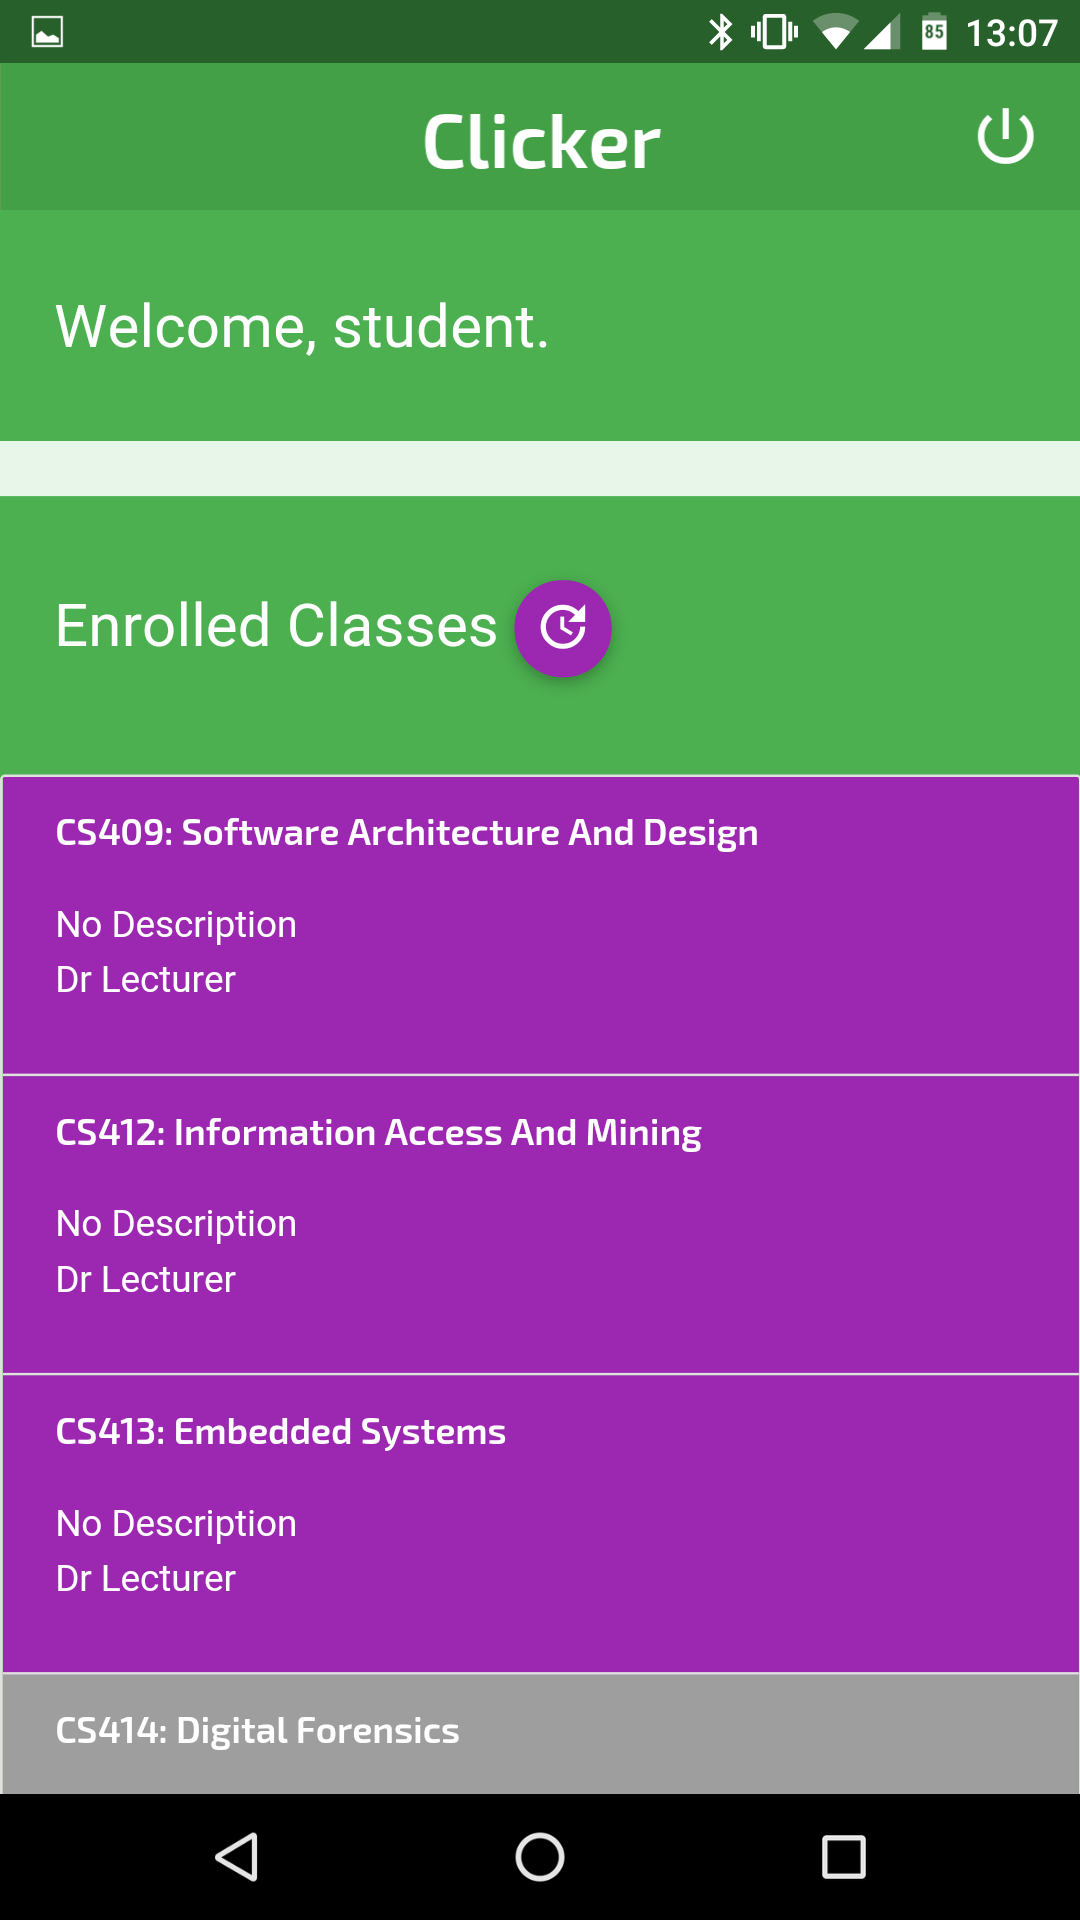 85 13:07
Clicker
Welcome, student.
Enrolled Classes
CS409: Software Architecture And Design
No Description
Dr Lecturer
CS412: Information Access And Mining
No Description
Dr Lecturer
CS413: Embedded Systems
No Description
Dr Lecturer
CS414: Digital Forensics